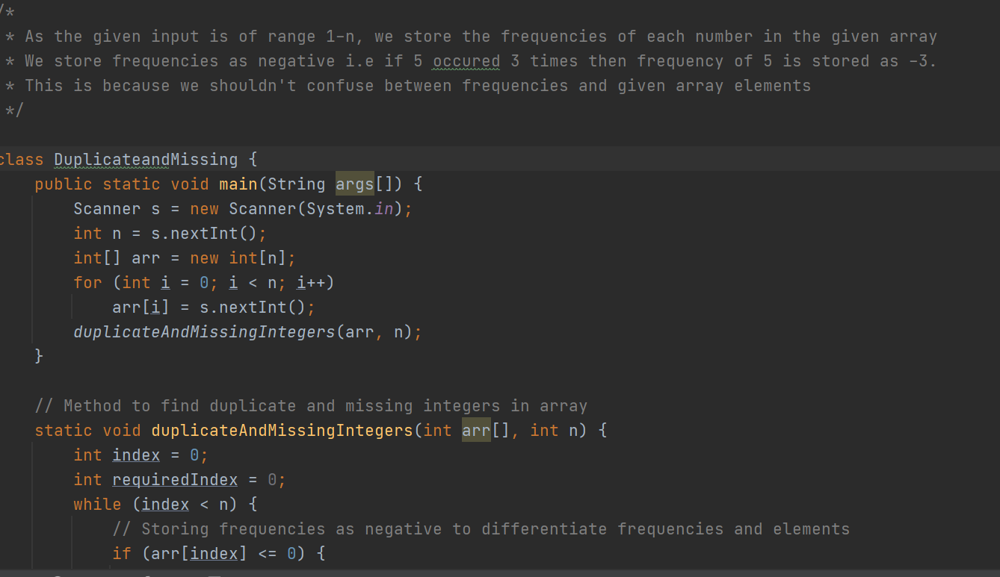 /*
* As the given input is of range 1-n, we store the frequencies of each number in the given array
* We store frequencies as negative i.e if 5 occured 3 times then frequency of 5 is stored as -3.
* This is because we shouldn't confuse between frequencies and given array elements
*/
class DuplicateandMissing {
public static void main(String args[]) {
Scanner s = new Scanner(System.in);
int n = s.nextInt();
int[] arr = new int[n];
for (int i = 0; i < n; i++)
arr[i] = s.nextInt();
duplicateAndMissingIntegers(arr, n);
}
// Method to find duplicate and missing integers in array
static void duplicateAndMissingIntegers(int arr[], int n) {
int index = 0;
int requiredIndex = 0;
while (index < n) {
// Storing frequencies as negative to differentiate frequencies and elements
if (arr[index] <= 0) {